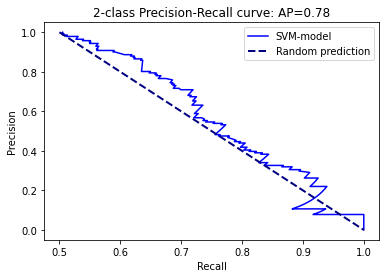 2-class Precision-Recall curve: AP=0.78
SVM-model
Random prediction
Precision
1.0
0.8
0.6
0.4
0.2
0.0
0.5 0.6 0.7 0.8 0.9 1.0
Recall